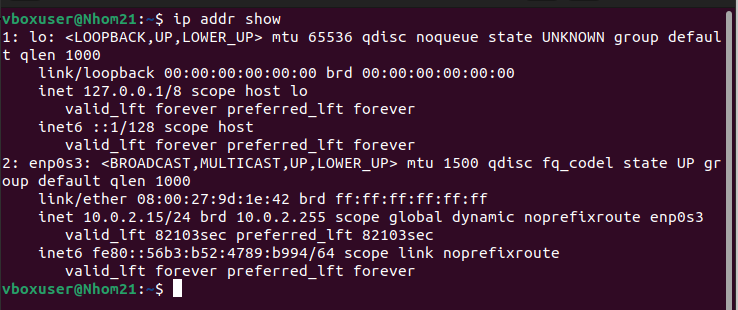 vboxuser@Nhom21:~$ ip addr show
1: lo: <LOOPBACK,UP,LOWER_UP> mtu 65536 qdisc noqueue state UNKNOWN group defaul
t qlen 1000
    link/loopback 00:00:00:00:00:00 brd 00:00:00:00:00:00
    inet 127.0.0.1/8 scope host lo
       valid_lft forever preferred_lft forever
    inet6 ::1/128 scope host
       valid_lft forever preferred_lft forever
2: enp0s3: <BROADCAST,MULTICAST,UP,LOWER_UP> mtu 1500 qdisc fq_codel state UP gr
oup default qlen 1000
    link/ether 08:00:27:9d:1e:42 brd ff:ff:ff:ff:ff:ff
    inet 10.0.2.15/24 brd 10.0.2.255 scope global dynamic noprefixroute enp0s3
       valid_lft 82103sec preferred_lft 82103sec
    inet6 fe80::56b3:b52:4789:b994/64 scope link noprefixroute
       valid_lft forever preferred_lft forever
vboxuser@Nhom21:~$